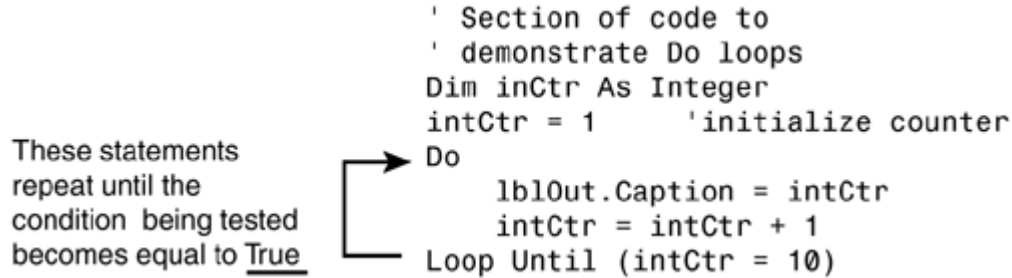 ' Section of code to
' demonstrate Do loops
Dim inCtr As Integer
intCtr = 1 'initialize counter
Do
lblOut.Caption = intCtr
intCtr = intCtr + 1
Loop Until (intCtr = 10)
These statements
repeat until the
condition being tested
becomes equal to True